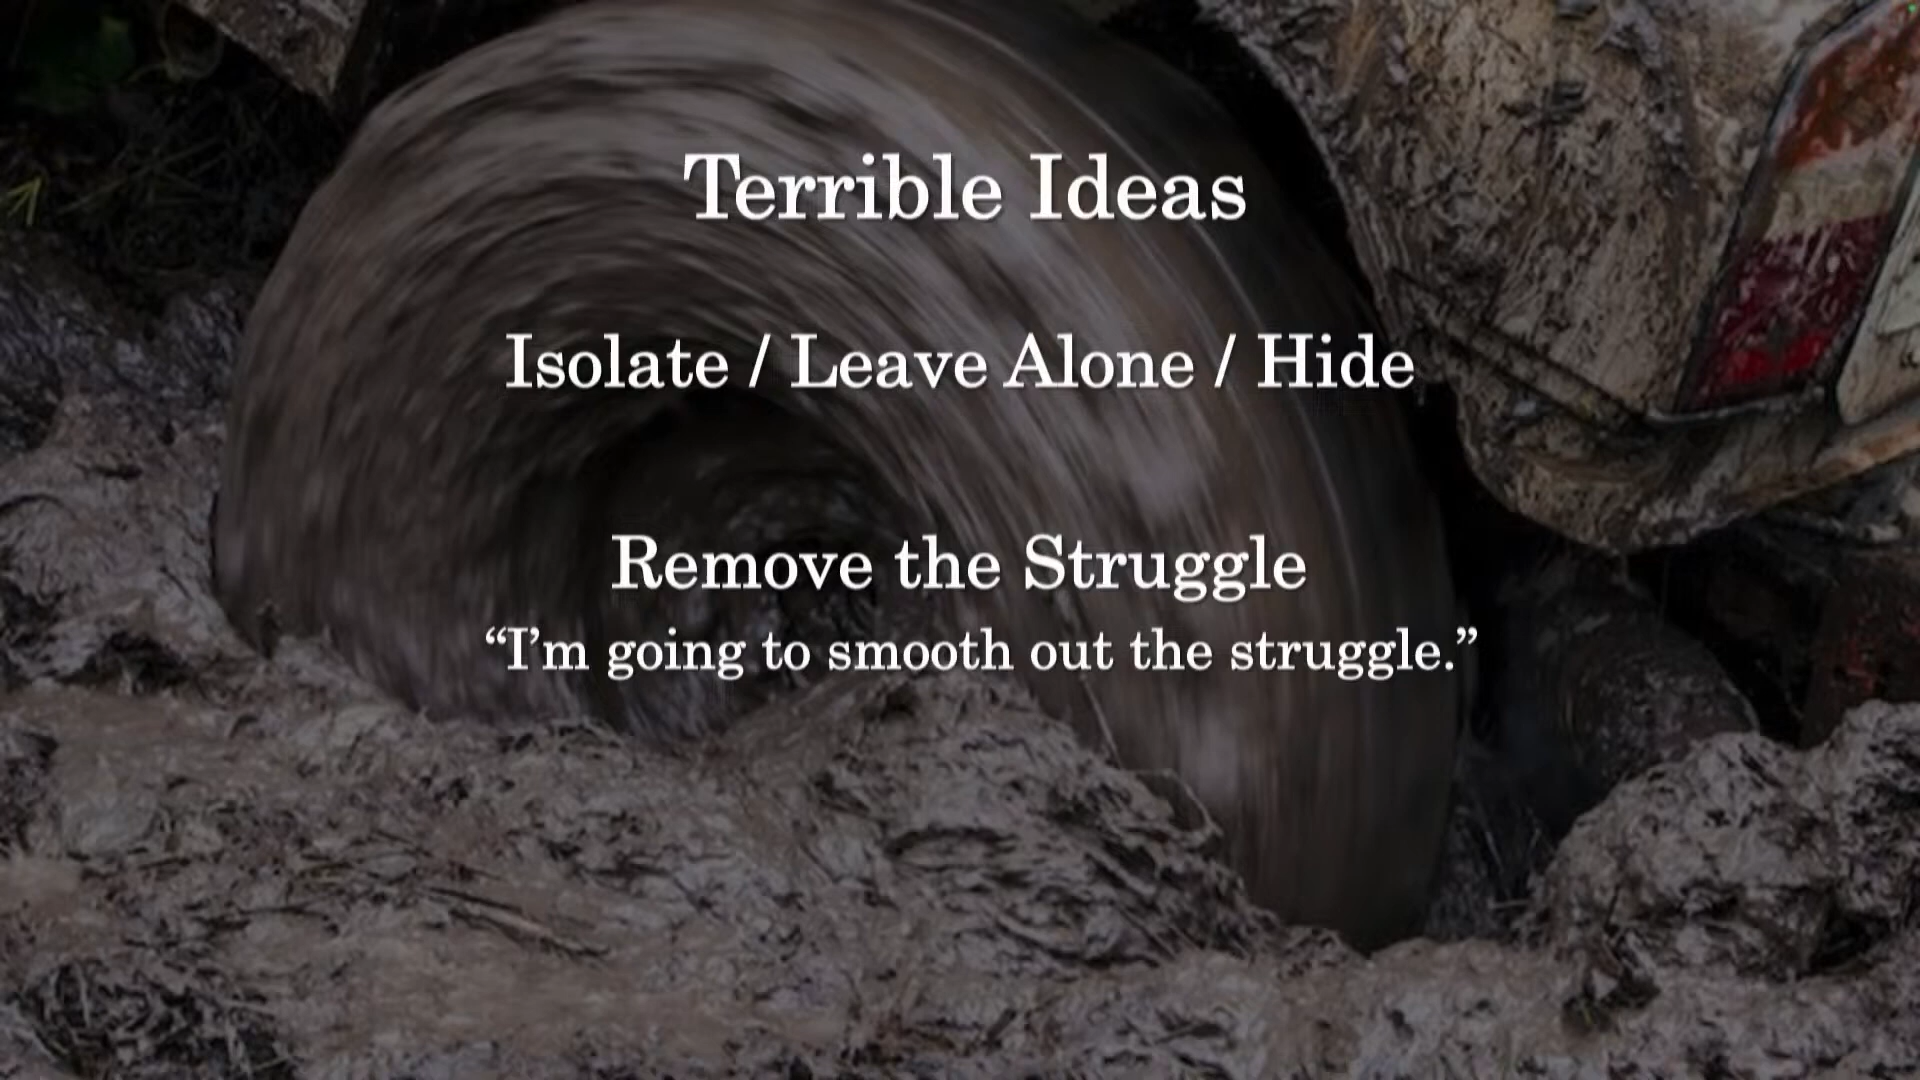 Terrible Ideas
Isolate / Leave Alone / Hide
Remove the Struggle
“I’m going to smooth out the struggle.”